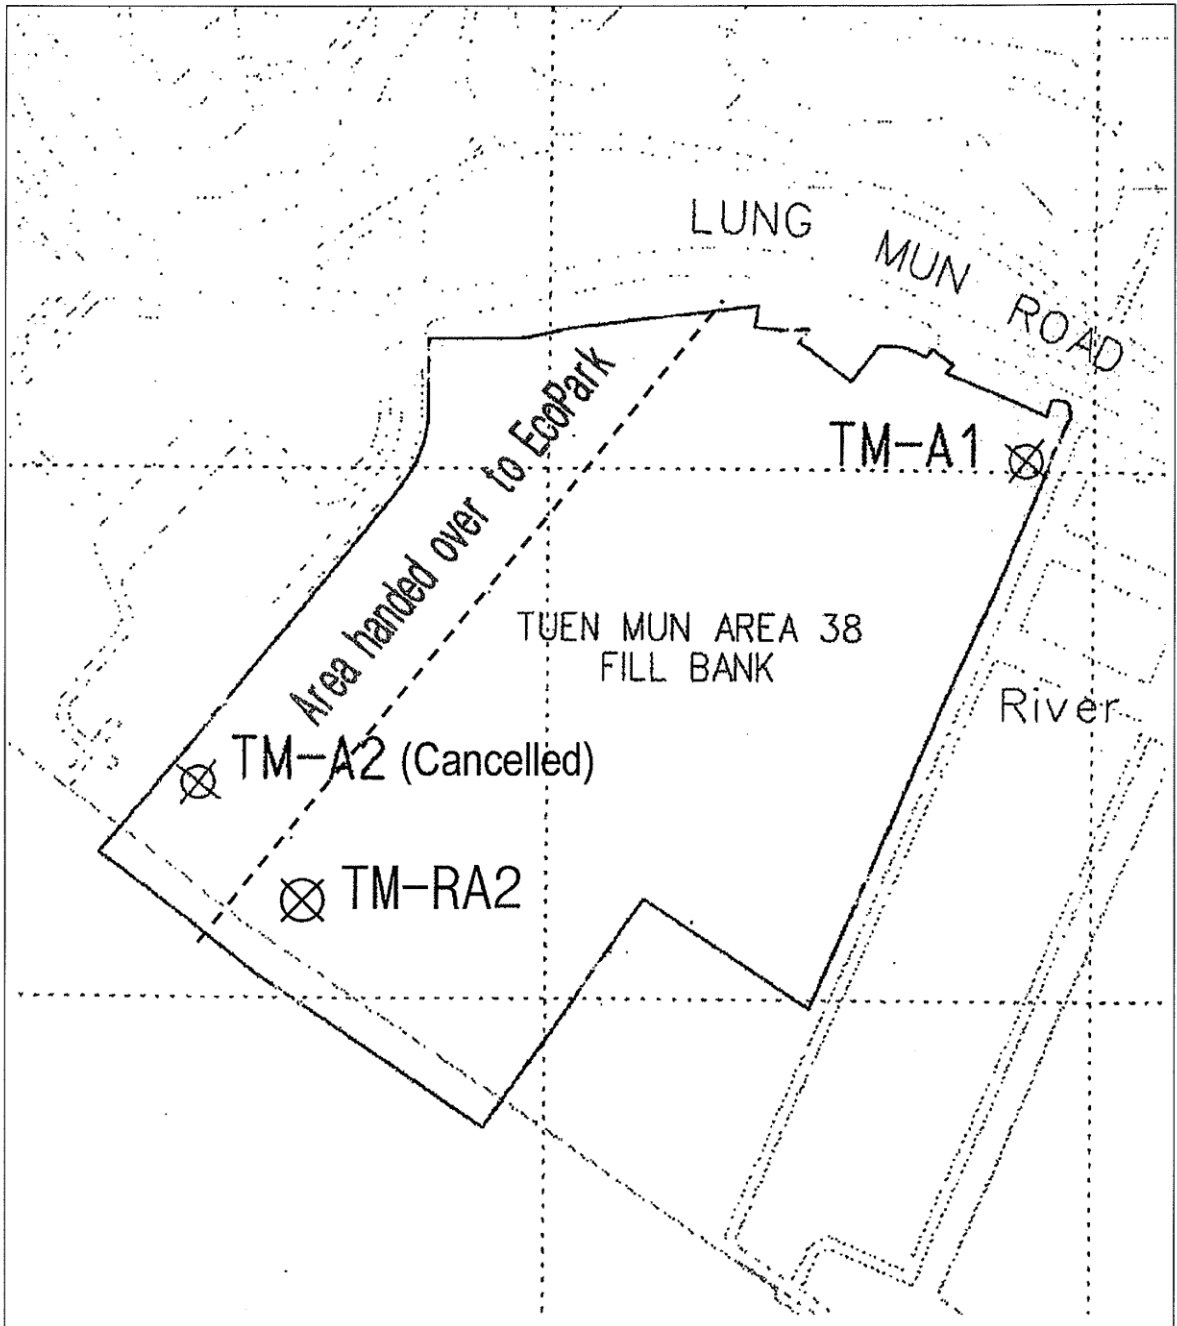 LUNG MUN ROAD
TM-A1
Area handed over to EcoPark
TUEN MUN AREA 38
FILL BANK
River
TM-A2 (Cancelled)
TM-RA2